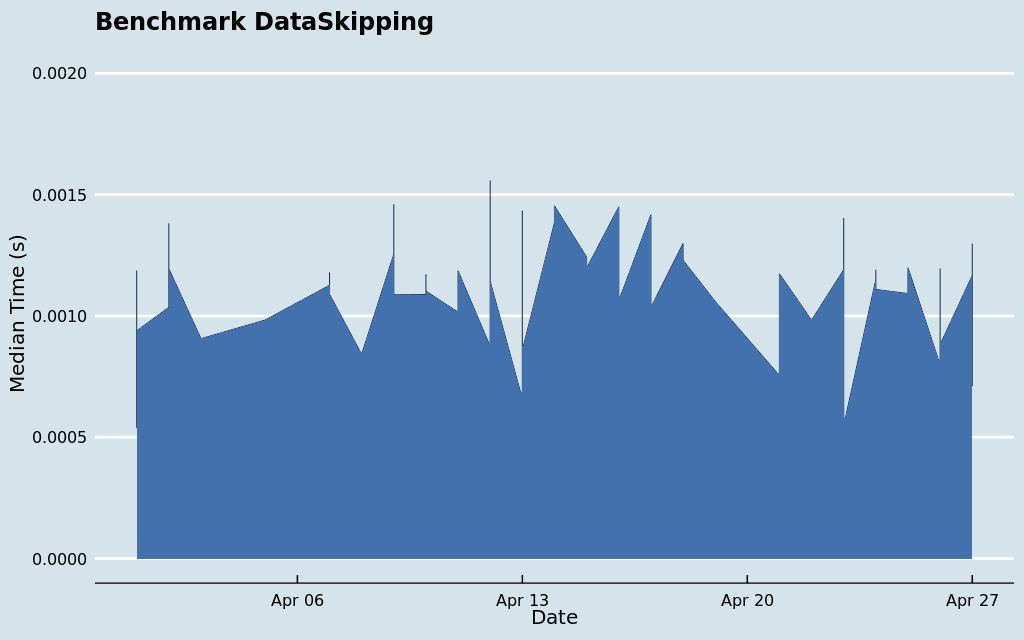 Benchmark DataSkipping
Median Time (s)
0.0020
0.0015
0.0010
0.0005
0.0000
Apr 06
Apr 13
Apr 20
Apr 27
Date